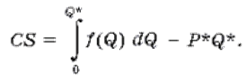 CS = ∫₀^Q* f(Q) dQ – P*Q*.